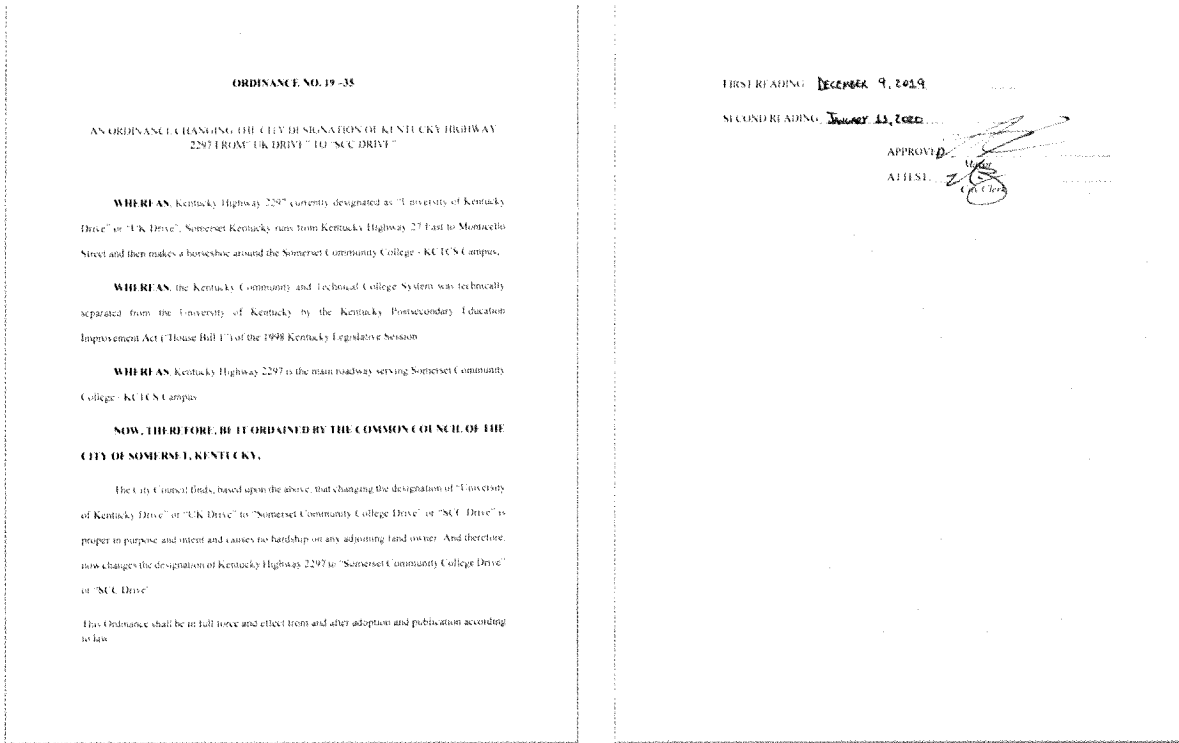 ORDINANCE NO. 19 -35
AN ORDINANCE CHANGING THE CITY DESIGNATION OF KENTUCKY HIGHWAY
2297 FROM "UK DRIVE" TO "SCC DRIVE"
WHEREAS, Kentucky Highway 2297 currently designated as "University of Kentucky
Drive" or "UK Drive", Somerset Kentucky runs from Kentucky Highway 27 East to Monticello
Street and then makes a horseshoe around the Somerset Community College - KCTCS Campus,
WHEREAS, the Kentucky Community and Technical College System was technically
separated from the University of Kentucky by the Kentucky Postsecondary Education
Improvement Act ("House Bill 1") of the 1998 Kentucky Legislative Session
WHEREAS, Kentucky Highway 2297 is the main roadway serving Somerset Community
College - KCTCS Campus
NOW, THEREFORE, BE IT ORDAINED BY THE COMMON COUNCIL OF THE
CITY OF SOMERSET, KENTUCKY,
The City Council finds, based upon the above, that changing the designation of "University
of Kentucky Drive" or "UK Drive" to "Somerset Community College Drive" or "SCC Drive" is
proper in purpose and intent and causes no hardship on any adjoining land owner. And therefore,
now changes the designation of Kentucky Highway 2297 to "Somerset Community College Drive"
or "SCC Drive"
This Ordinance shall be in full force and effect from and after adoption and publication according
to law
FIRST READING DECEMBER 9, 2019
SECOND READING JANUARY 13, 2020
APPROVED
Mayor
ATTEST
City Clerk